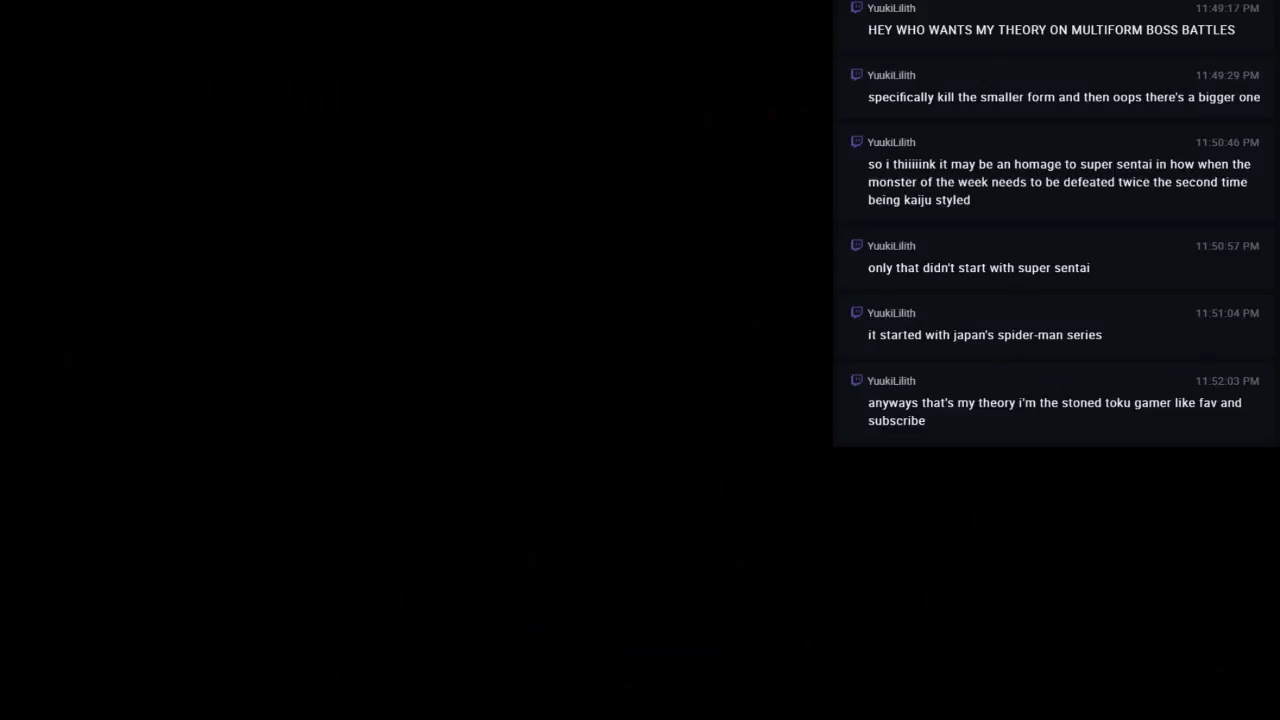 YuukiLilith 11:49:17 PM
HEY WHO WANTS MY THEORY ON MULTIFORM BOSS BATTLES
YuukiLilith 11:49:29 PM
specifically kill the smaller form and then oops there's a bigger one
YuukiLilith 11:50:46 PM
so i thiiiiink it may be an homage to super sentai in how when the
monster of the week needs to be defeated twice the second time
being kaiju styled
YuukiLilith 11:50:57 PM
only that didn't start with super sentai
YuukiLilith 11:51:04 PM
it started with japan's spider-man series
YuukiLilith 11:52:03 PM
anyways that's my theory i'm the stoned toku gamer like fav and
subscribe